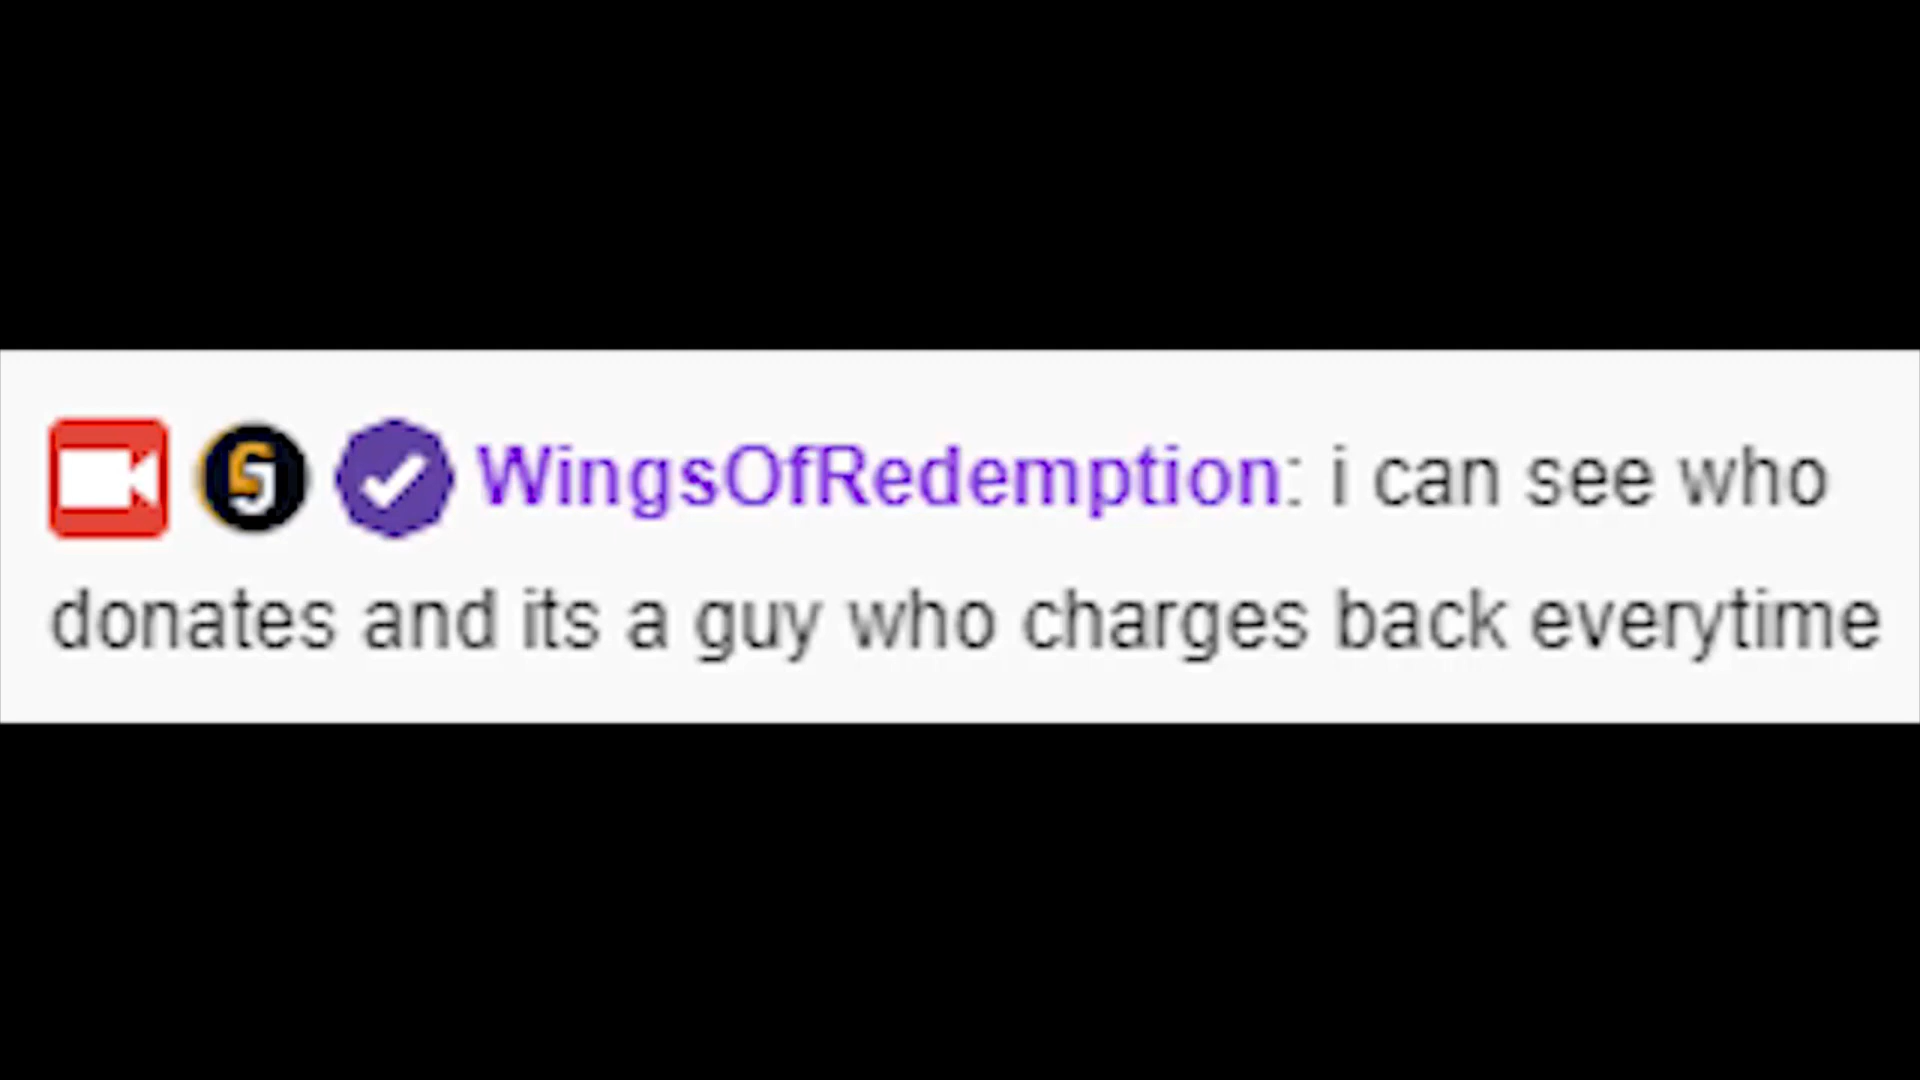 WingsOfRedemption: i can see who
donates and its a guy who charges back everytime